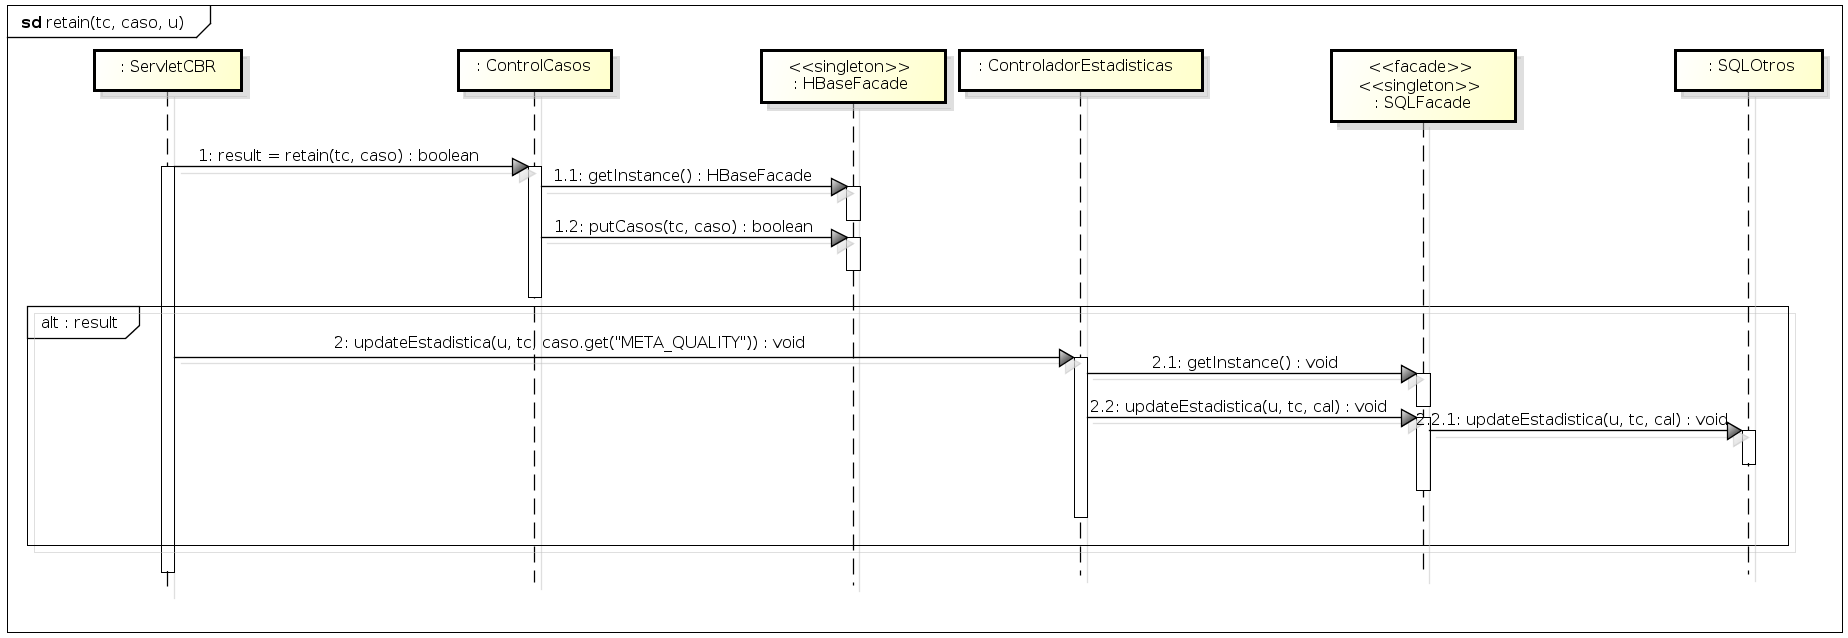 sd retain(tc, caso, u)
: ServletCBR
: ControlCasos
<<singleton>>
: HBaseFacade
: ControladorEstadisticas
<<facade>>
<<singleton>>
: SQLFacade
: SQLOtros
1: result = retain(tc, caso) : boolean
1.1: getInstance() : HBaseFacade
1.2: putCasos(tc, caso) : boolean
alt : result
2: updateEstadistica(u, tc, caso.get("META_QUALITY")) : void
2.1: getInstance() : void
2.2: updateEstadistica(u, tc, cal) : void
2.2.1: updateEstadistica(u, tc, cal) : void